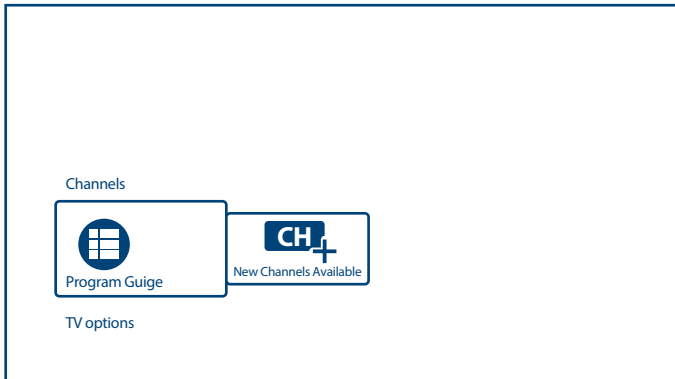 Channels
CH
Program Guige
New Channels Available
TV options